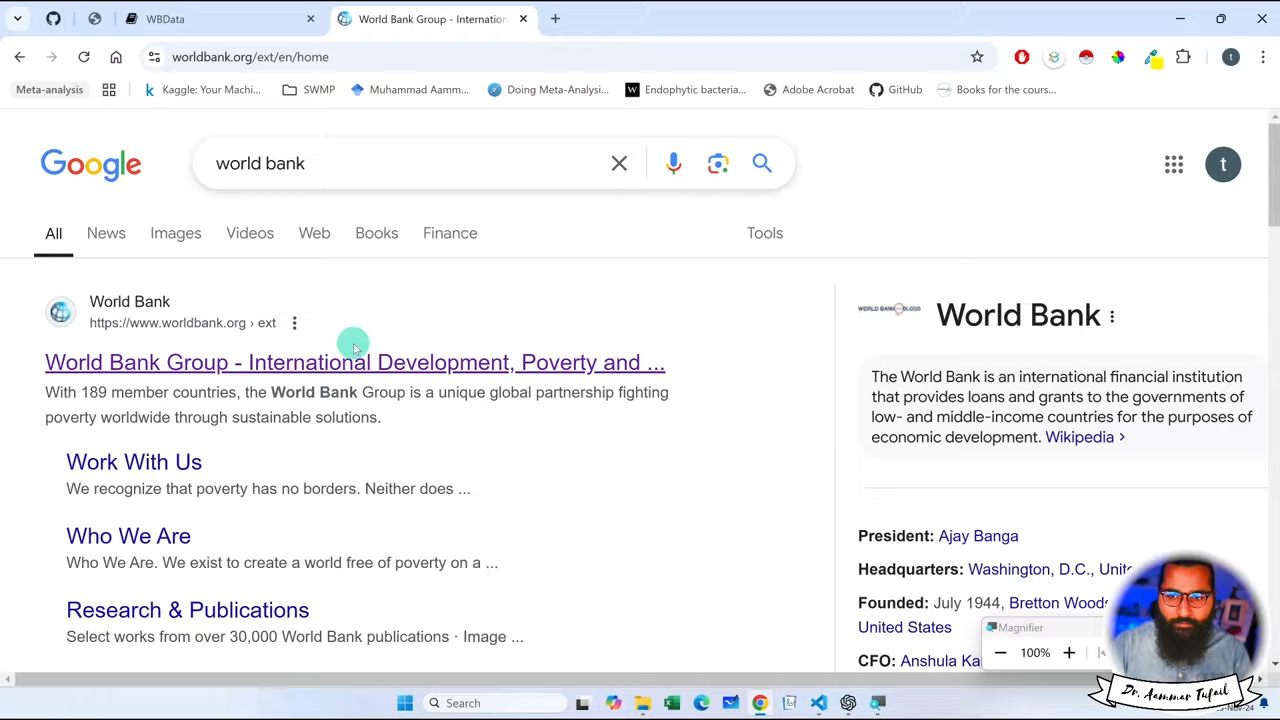 WBData
World Bank Group - Internation
worldbank.org/ext/en/home
t
Meta-analysis
Kaggle: Your Machi...
SWMP
Muhammad Aamm...
Doing Meta-Analysi...
Endophytic bacteria...
Adobe Acrobat
GitHub
Books for the cours...
Google
world bank
t
All
News
Images
Videos
Web
Books
Finance
Tools
World Bank
https://www.worldbank.org › ext
World Bank Group - International Development, Poverty and ...
With 189 member countries, the World Bank Group is a unique global partnership fighting
poverty worldwide through sustainable solutions.
Work With Us
We recognize that poverty has no borders. Neither does ...
Who We Are
Who We Are. We exist to create a world free of poverty on a ...
Research & Publications
Select works from over 30,000 World Bank publications · Image ...
WORLD BANK BLOGS
World Bank
The World Bank is an international financial institution
that provides loans and grants to the governments of
low- and middle-income countries for the purposes of
economic development. Wikipedia >
President: Ajay Banga
Headquarters: Washington, D.C., Unite
Founded: July 1944, Bretton Woods
United States
CFO: Anshula Ka
Magnifier
100%
Dr. Aammar Tufail
Search
Nov-24